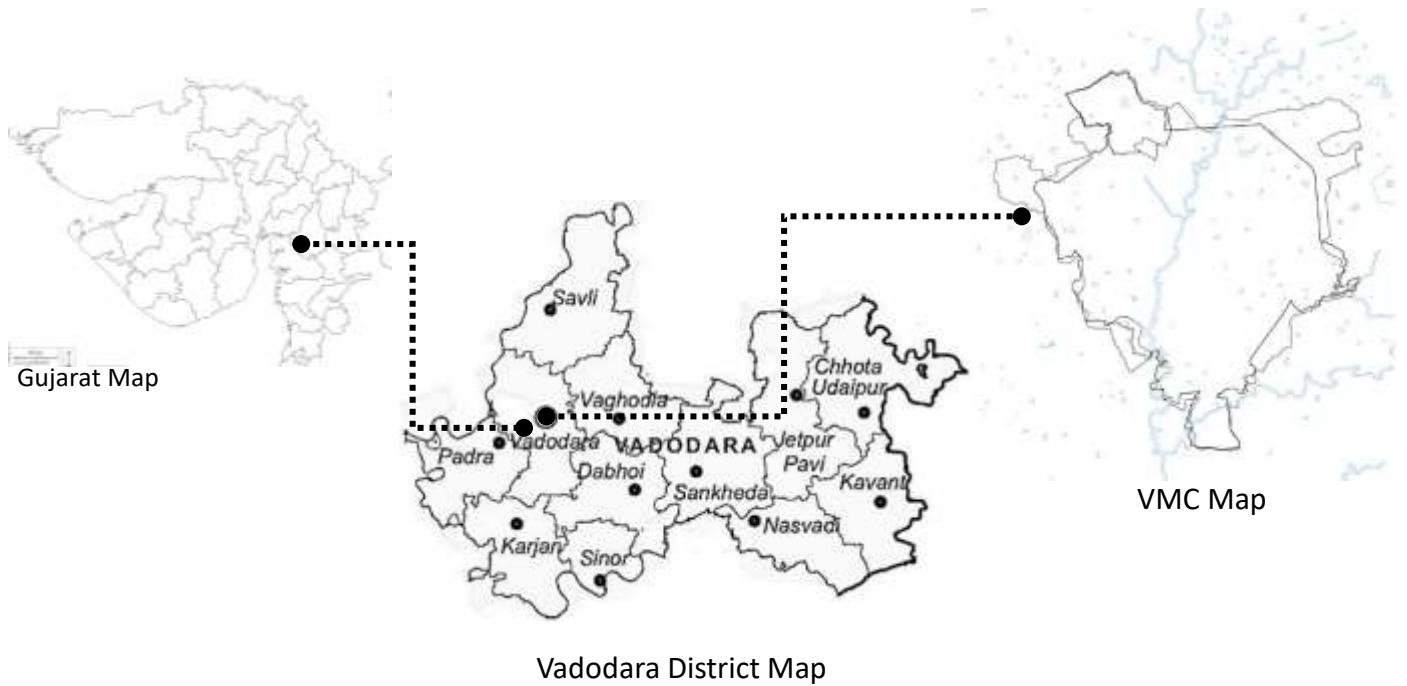 Gujarat Map
Savli
Chhota
Udaipur
Vaghodia
Vadodara
VADODARA
Jetpur
Pavi
Padra
Dabhoi
Sankheda
Kavant
Nasvadi
Karjan
Sinor
VMC Map
Vadodara District Map